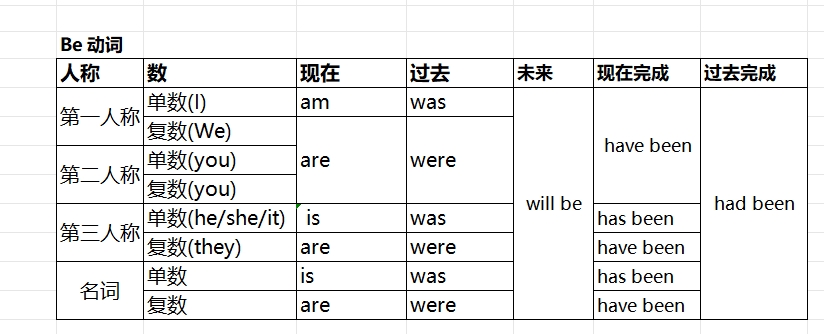 Be 动词
人称 数 现在 过去 未来 现在完成 过去完成
第一人称 单数(I) am was will be have been had been
复数(We) are were
第二人称 单数(you)
复数(you)
第三人称 单数(he/she/it) is was has been
复数(they) are were have been
名词 单数 is was has been
复数 are were have been